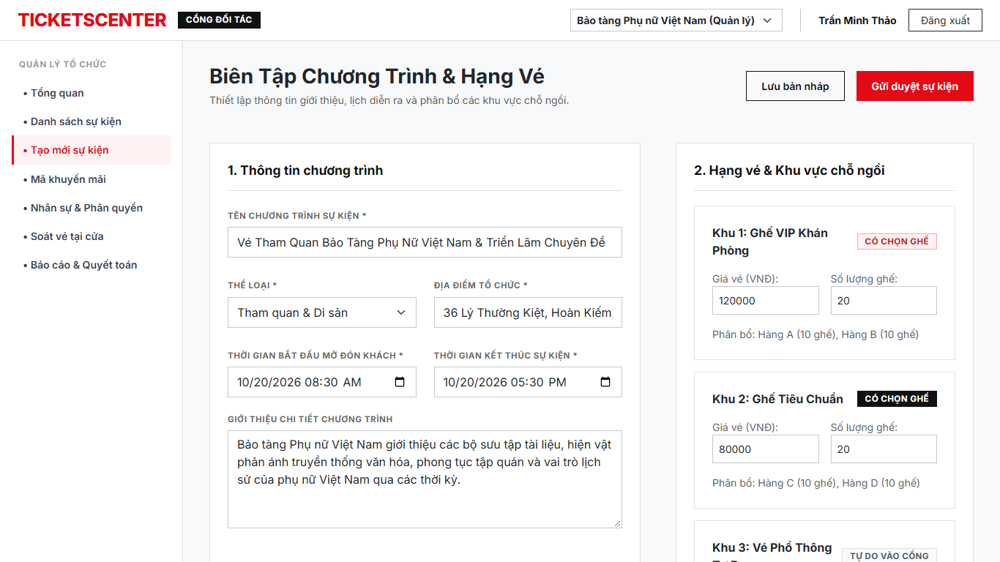 TICKETSCENTER
CỔNG ĐỐI TÁC
Bảo tàng Phụ nữ Việt Nam (Quản lý)
Trần Minh Thảo
Đăng xuất
QUẢN LÝ TỔ CHỨC
• Tổng quan
• Danh sách sự kiện
• Tạo mới sự kiện
• Mã khuyến mãi
• Nhân sự & Phân quyền
• Soát vé tại cửa
• Báo cáo & Quyết toán
Biên Tập Chương Trình & Hạng Vé
Thiết lập thông tin giới thiệu, lịch diễn ra và phân bổ các khu vực chỗ ngồi.
Lưu bản nháp
Gửi duyệt sự kiện
1. Thông tin chương trình
TÊN CHƯƠNG TRÌNH SỰ KIỆN *
Vé Tham Quan Bảo Tàng Phụ Nữ Việt Nam & Triển Lãm Chuyên Đề
THỂ LOẠI *
ĐỊA ĐIỂM TỔ CHỨC *
Tham quan & Di sản
36 Lý Thường Kiệt, Hoàn Kiếm,
THỜI GIAN BẮT ĐẦU MỞ ĐÓN KHÁCH *
THỜI GIAN KẾT THÚC SỰ KIỆN *
10/20/2026 08:30 AM
10/20/2026 05:30 PM
GIỚI THIỆU CHI TIẾT CHƯƠNG TRÌNH
Bảo tàng Phụ nữ Việt Nam giới thiệu các bộ sưu tập tài liệu, hiện vật
phản ánh truyền thống văn hóa, phong tục tập quán và vai trò lịch
sử của phụ nữ Việt Nam qua các thời kỳ.
2. Hạng vé & Khu vực chỗ ngồi
Khu 1: Ghế VIP Khán
Phòng
CÓ CHỌN GHẾ
Giá vé (VNĐ):
Số lượng ghế:
120000
20
Phân bổ: Hàng A (10 ghế), Hàng B (10 ghế)
Khu 2: Ghế Tiêu Chuẩn
CÓ CHỌN GHẾ
Giá vé (VNĐ):
Số lượng ghế:
80000
20
Phân bổ: Hàng C (10 ghế), Hàng D (10 ghế)
Khu 3: Vé Phổ Thông
TỰ DO VÀO CỔNG